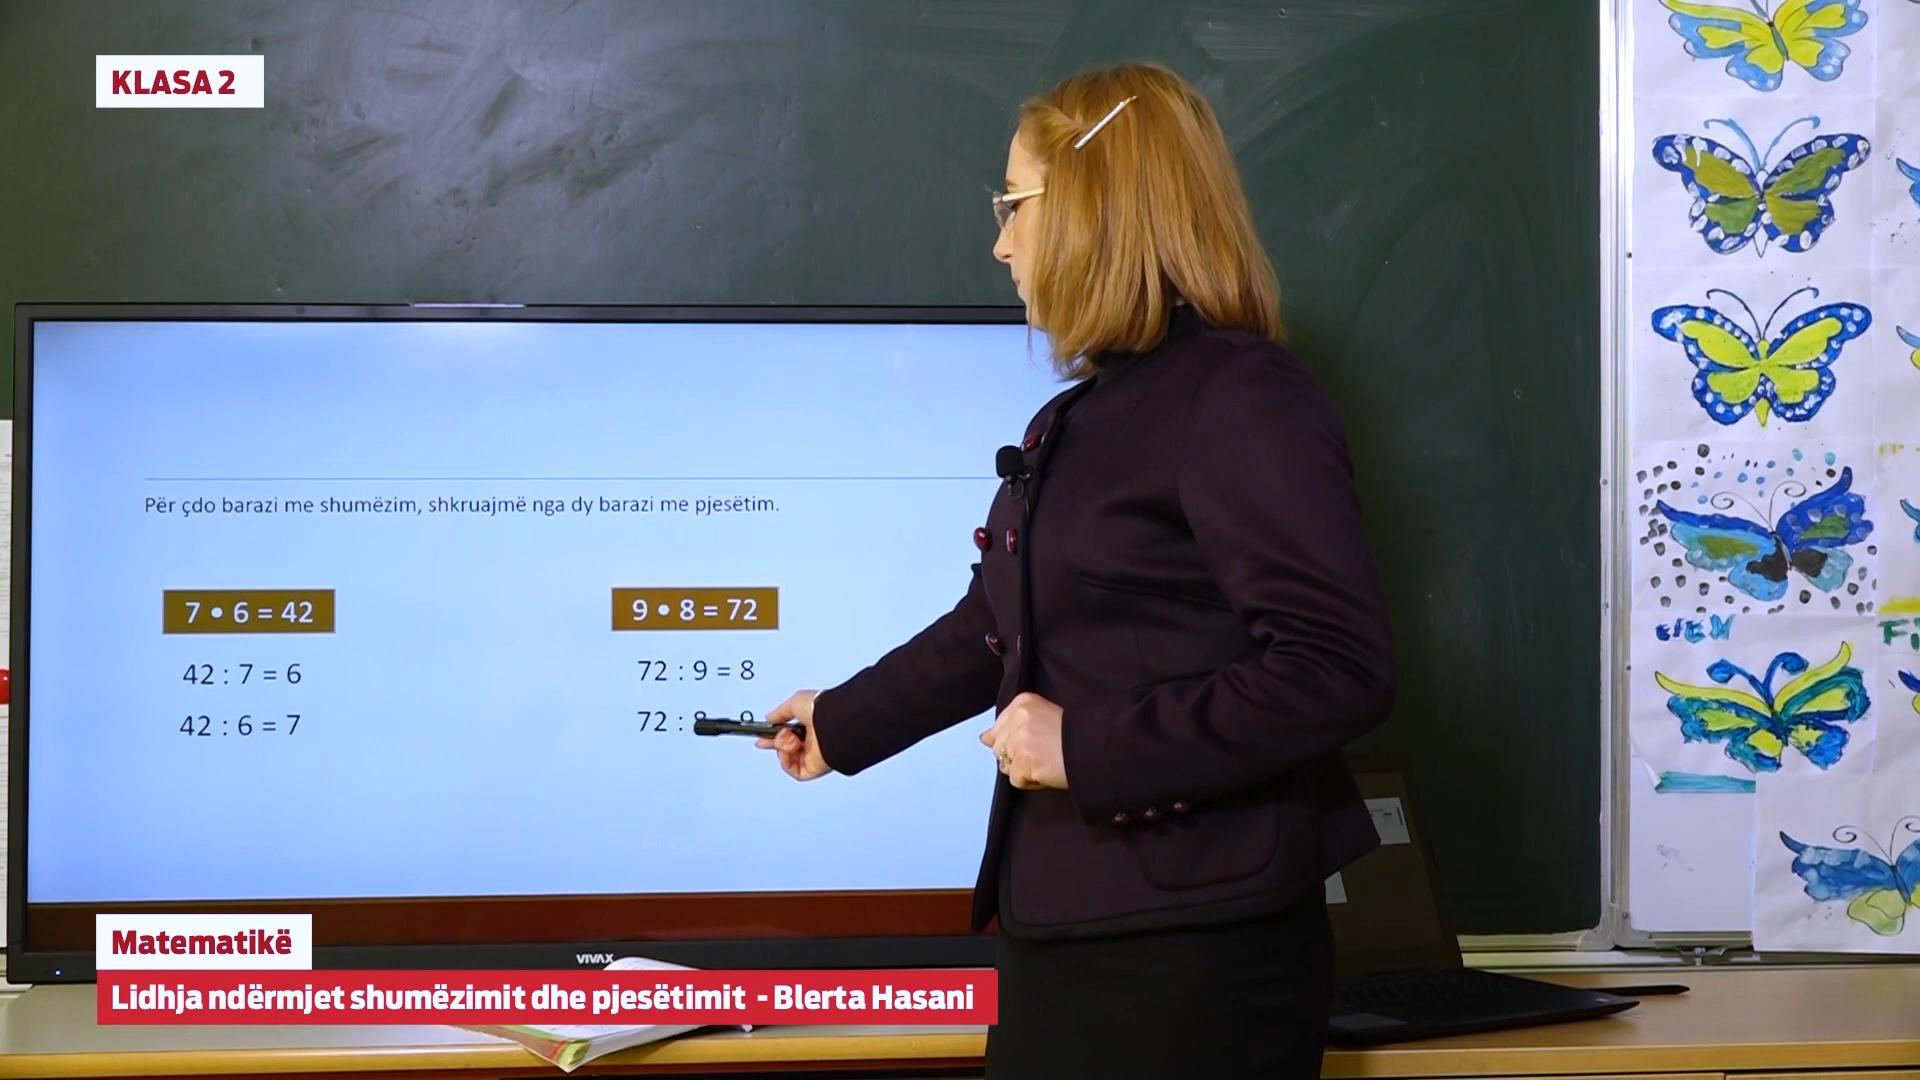 KLASA 2
Për çdo barazi me shumëzim, shkruajmë nga dy barazi me pjesëtim.
7 • 6 = 42
9 • 8 = 72
42 : 7 = 6
72 : 9 = 8
42 : 6 = 7
72 :
VIVAX
Matematikë
Lidhja ndërmjet shumëzimit dhe pjesëtimit - Blerta Hasani